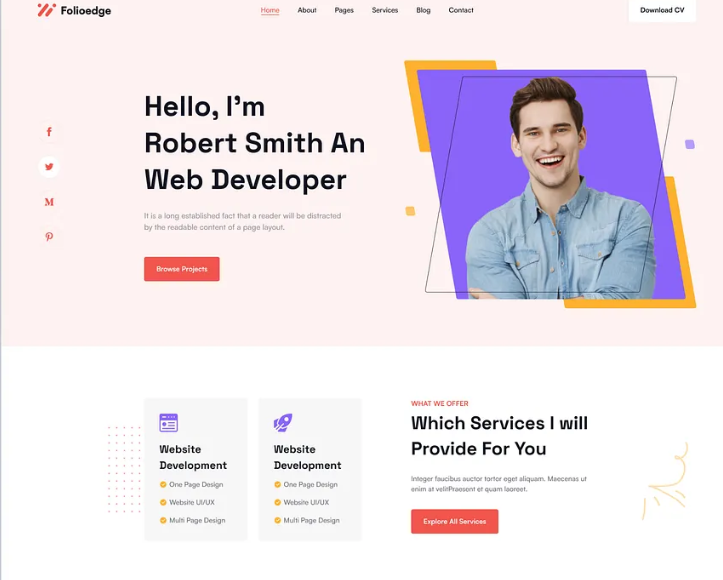 Folioedge
Home About Pages Services Blog Contact
Download CV
Hello, I'm
Robert Smith An
Web Developer
It is a long established fact that a reader will be distracted
by the readable content of a page layout.
Browse Projects
Website
Development
One Page Design
Website UI/UX
Multi Page Design
Website
Development
One Page Design
Website UI/UX
Multi Page Design
WHAT WE OFFER
Which Services I will
Provide For You
Integer faucibus auctor tortor eget aliquam. Maecenas ut
enim at velitPraesent et quam laoreet.
Explore All Services